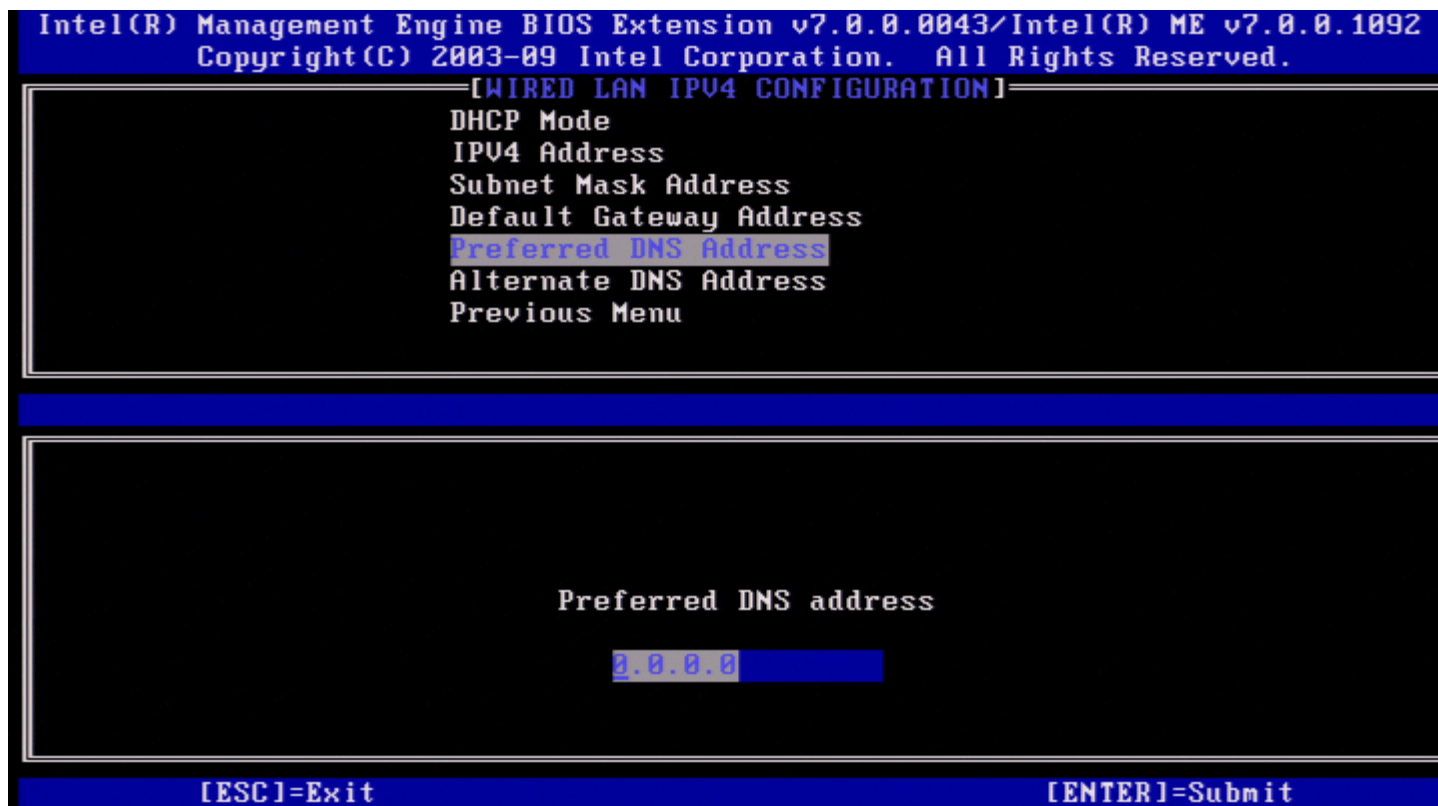 Intel(R) Management Engine BIOS Extension v7.0.0.0043/Intel(R) ME v7.0.0.1092
Copyright(C) 2003-09 Intel Corporation. All Rights Reserved.
[WIRED LAN IPV4 CONFIGURATION]
DHCP Mode
IPV4 Address
Subnet Mask Address
Default Gateway Address
Preferred DNS Address
Alternate DNS Address
Previous Menu
Preferred DNS address
0.0.0.0
[ESC]=Exit [ENTER]=Submit